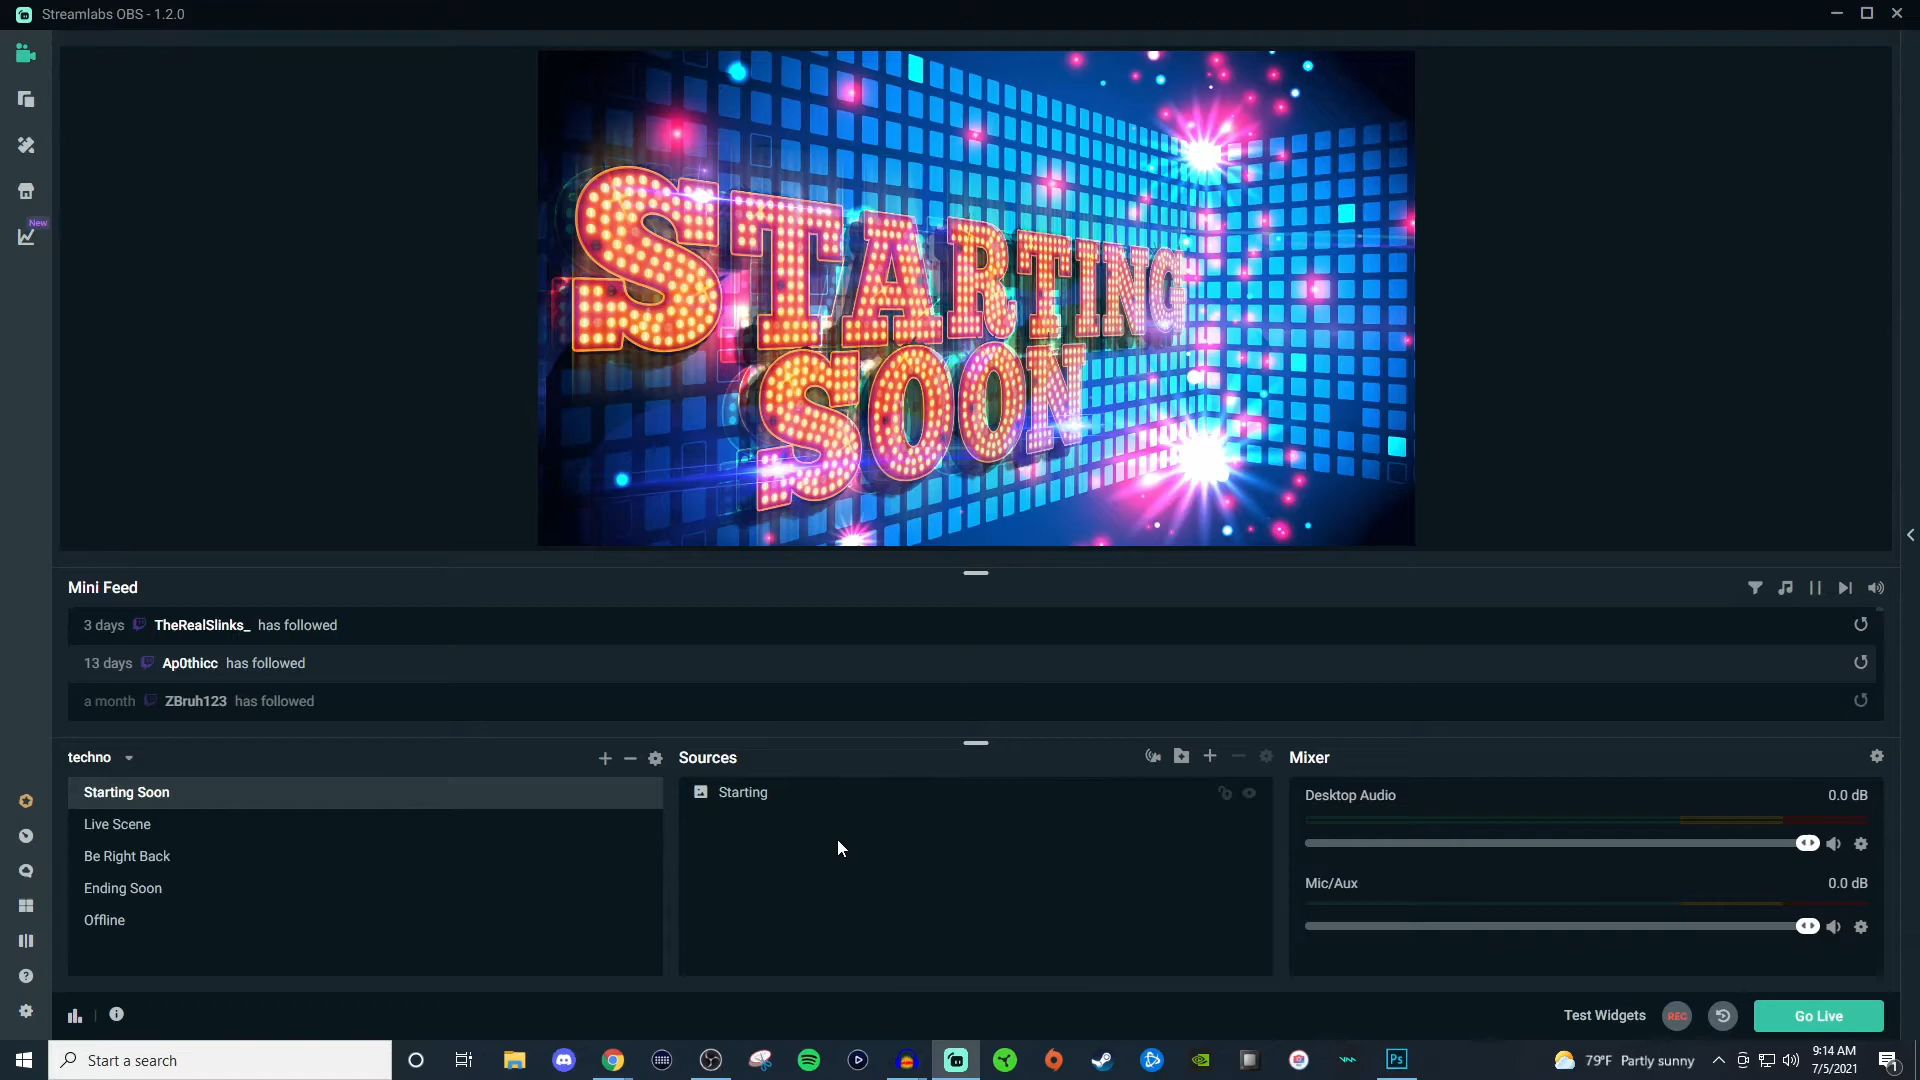 Streamlabs OBS - 1.2.0
New
STARTING
SOON
Mini Feed
3 days TheRealSlinks_ has followed
13 days Ap0thicc has followed
a month ZBruh123 has followed
techno
Starting Soon
Live Scene
Be Right Back
Ending Soon
Offline
Sources
Starting
Mixer
Desktop Audio 0.0 dB
Mic/Aux 0.0 dB
Test Widgets REC Go Live
Start a search
Ps
79°F Partly sunny
9:14 AM
7/5/2021
1